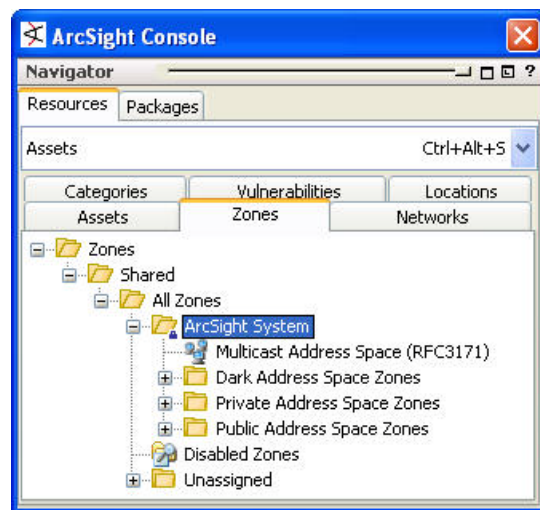 ArcSight Console
Navigator ?
Resources Packages
Assets Ctrl+Alt+S
Categories Vulnerabilities Locations
Assets Zones Networks
Zones
Shared
All Zones
ArcSight System
Multicast Address Space (RFC3171)
Dark Address Space Zones
Private Address Space Zones
Public Address Space Zones
Disabled Zones
Unassigned